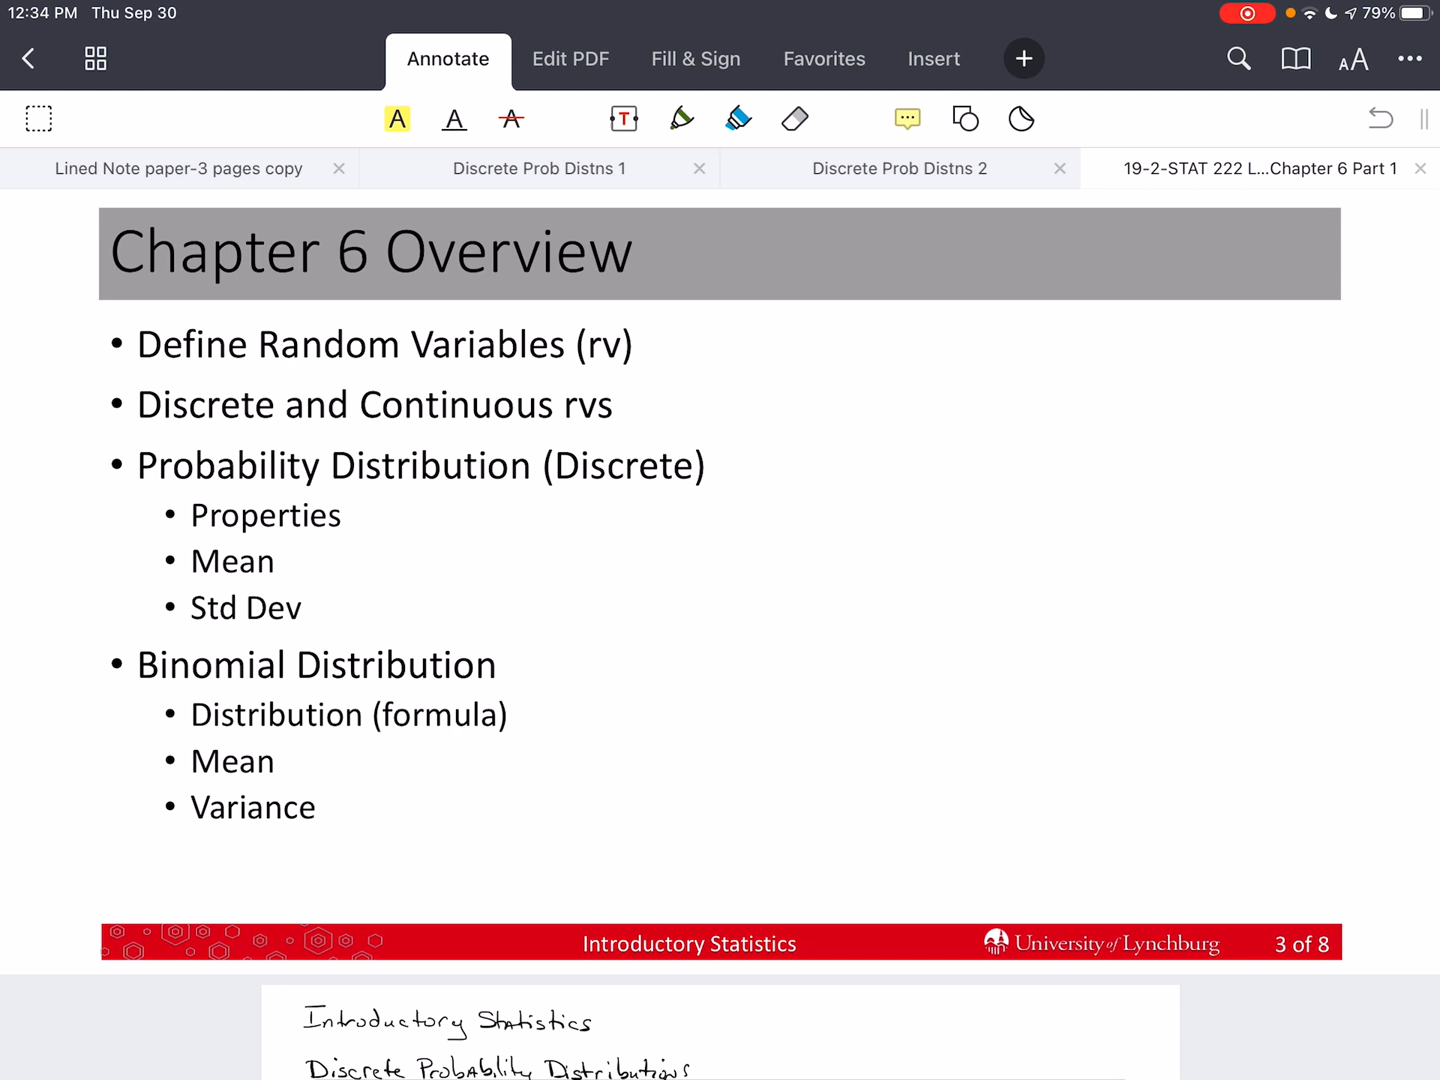 12:34 PM Thu Sep 30 79%
Annotate Edit PDF Fill & Sign Favorites Insert
Lined Note paper-3 pages copy Discrete Prob Distns 1 Discrete Prob Distns 2 19-2-STAT 222 L...Chapter 6 Part 1
Chapter 6 Overview
• Define Random Variables (rv)
• Discrete and Continuous rvs
• Probability Distribution (Discrete)
• Properties
• Mean
• Std Dev
• Binomial Distribution
• Distribution (formula)
• Mean
• Variance
Introductory Statistics University of Lynchburg 3 of 8
Introductory Statistics
Discrete Probability Distributions